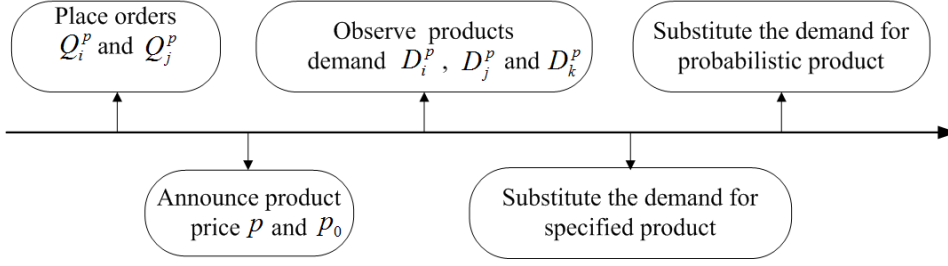 Place orders
Q_i^p and Q_j^p
Announce product
price p and p_0
Observe products
demand D_i^p , D_j^p and D_k^p
Substitute the demand for
specified product
Substitute the demand for
probabilistic product